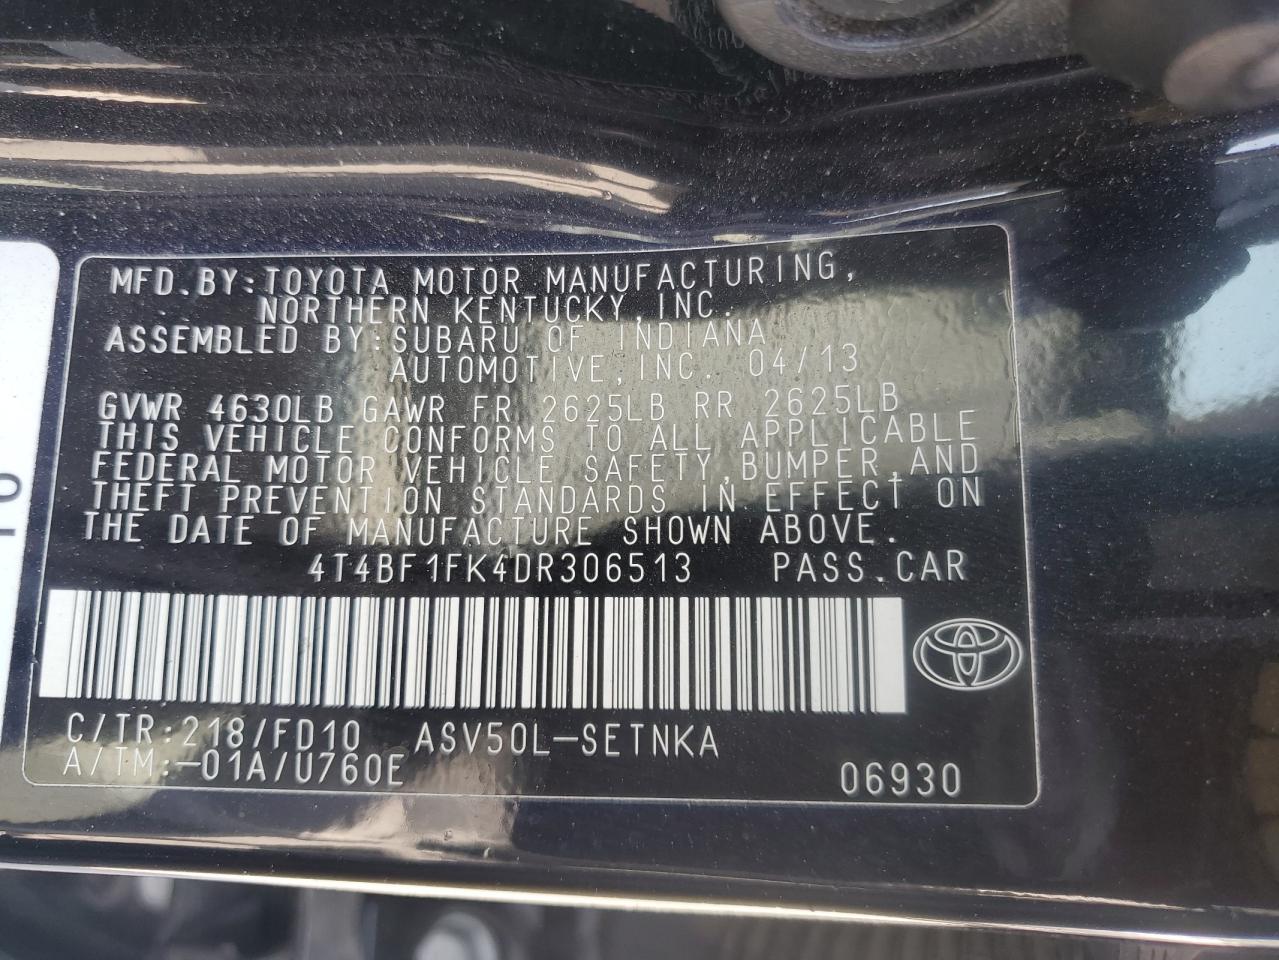 MFD.BY:TOYOTA MOTOR MANUFACTURING,
NORTHERN KENTUCKY,INC.
ASSEMBLED BY:SUBARU OF INDIANA
AUTOMOTIVE,INC. 04/13
GVWR 4630LB GAWR FR 2625LB RR 2625LB
THIS VEHICLE CONFORMS TO ALL APPLICABLE
FEDERAL MOTOR VEHICLE SAFETY,BUMPER,AND
THEFT PREVENTION STANDARDS IN EFFECT ON
THE DATE OF MANUFACTURE SHOWN ABOVE.
4T4BF1FK4DR306513 PASS.CAR
C/TR:218/FD10 ASV50L-SETNKA
A/TM:-01A/U760E
06930